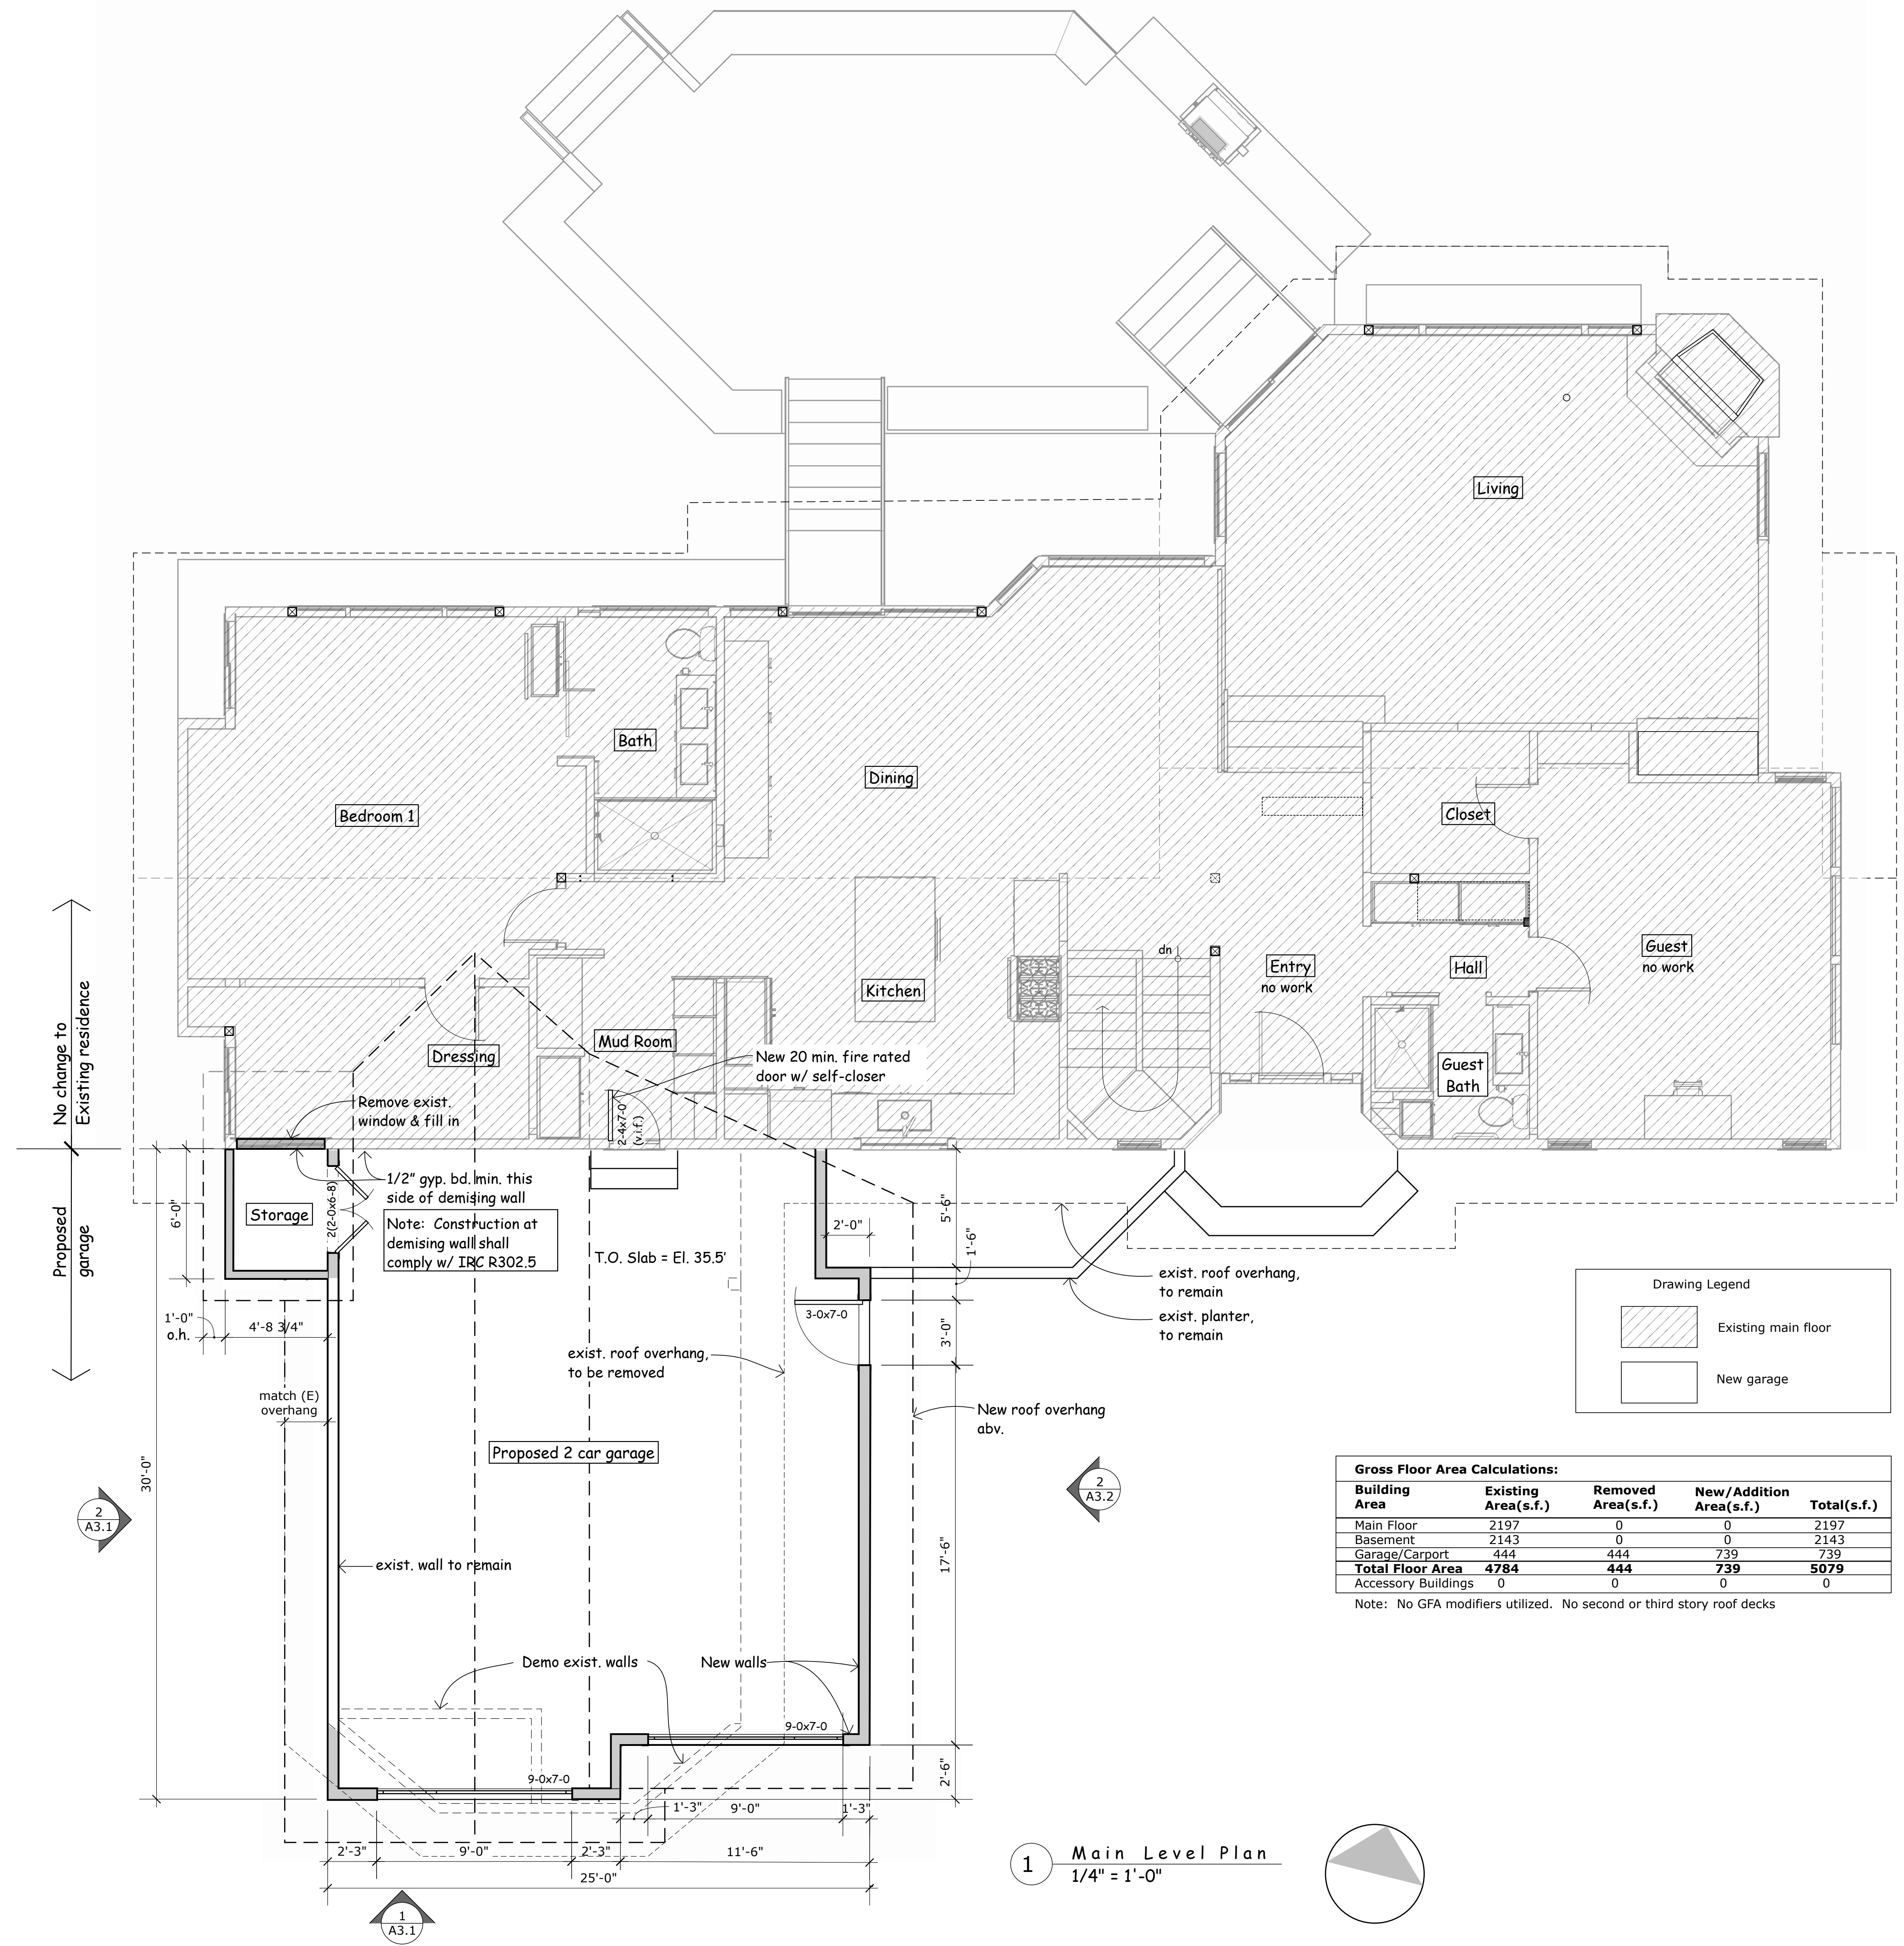 Living
Bath
Dining
Bedroom 1
Closet
dn
Guest
no work
Entry
no work
Hall
Kitchen
No change to
Existing residence
Mud Room
Dressing
New 20 min. fire rated
door w/ self-closer
Guest
Bath
Remove exist.
window & fill in
2-4x7-0
(v.i.f.)
1/2" gyp. bd. min. this
side of demising wall
Proposed
garage
6'-0"
Storage
2(2-0x6-8)
Note: Construction at
demising wall shall
comply w/ IRC R302.5
T.O. Slab = El. 35.5'
2'-0"
5'-6"
1'-6"
exist. roof overhang,
to remain
exist. planter,
to remain
1'-0"
o.h.
4'-8 3/4"
3-0x7-0
3'-0"
exist. roof overhang,
to be removed
match (E)
overhang
New roof overhang
abv.
Proposed 2 car garage
30'-0"
2
A3.1
2
A3.2
exist. wall to remain
17'-6"
Demo exist. walls
New walls
9-0x7-0
9-0x7-0
2'-6"
1'-3"
9'-0"
1'-3"
2'-3"
9'-0"
2'-3"
11'-6"
25'-0"
1
A3.1
Drawing Legend
Existing main floor
New garage
Gross Floor Area Calculations:
Building Area Existing Area(s.f.) Removed Area(s.f.) New/Addition Area(s.f.) Total(s.f.)
Main Floor 2197 0 0 2197
Basement 2143 0 0 2143
Garage/Carport 444 444 739 739
Total Floor Area 4784 444 739 5079
Accessory Buildings 0 0 0 0
Note: No GFA modifiers utilized. No second or third story roof decks
1
Main Level Plan
1/4" = 1'-0"